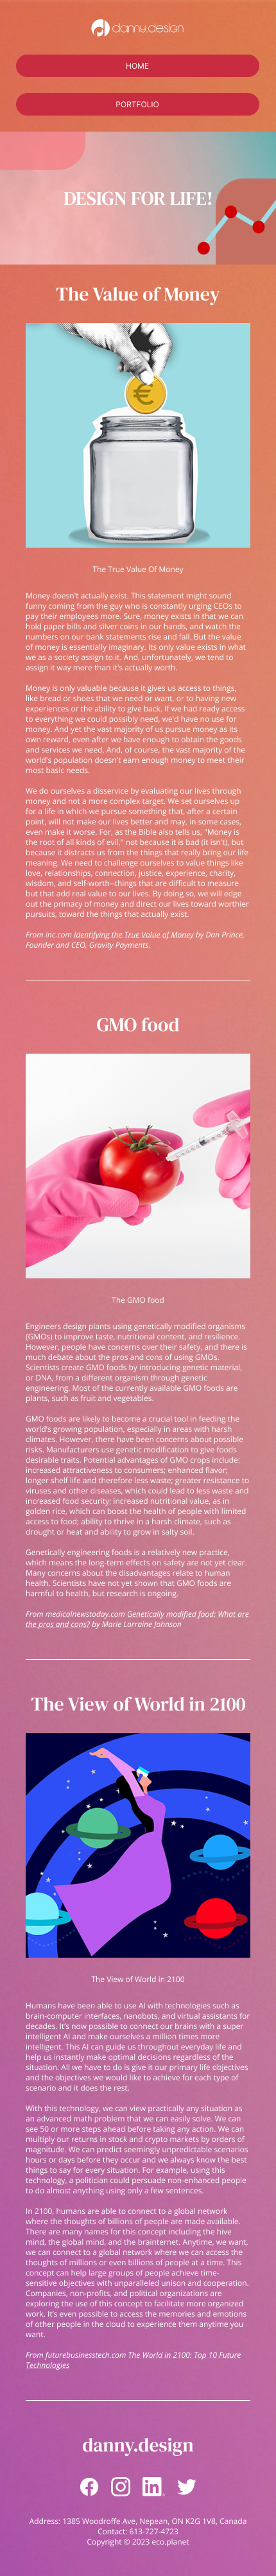 danny.design
HOME
PORTFOLIO
DESIGN FOR LIFE!
The Value of Money
€
The True Value Of Money
Money doesn't actually exist. This statement might sound
funny coming from the guy who is constantly urging CEOs to
pay their employees more. Sure, money exists in that we can
hold paper bills and silver coins in our hands, and watch the
numbers on our bank statements rise and fall. But the value
of money is essentially imaginary. Its only value exists in what
we as a society assign to it. And, unfortunately, we tend to
assign it way more than it's actually worth.
Money is only valuable because it gives us access to things,
like bread or shoes that we need or want, or to having new
experiences or the ability to give back. If we had ready access
to everything we could possibly need, we'd have no use for
money. And yet the vast majority of us pursue money as its
own reward, even after we have enough to obtain the goods
and services we need. And, of course, the vast majority of the
world's population doesn't earn enough money to meet their
most basic needs.
We do ourselves a disservice by evaluating our lives through
money and not a more complex target. We set ourselves up
for a life in which we pursue something that, after a certain
point, will not make our lives better and may, in some cases,
even make it worse. For, as the Bible also tells us, "Money is
the root of all kinds of evil," not because it is bad (it isn't), but
because it distracts us from the things that really bring our life
meaning. We need to challenge ourselves to value things like
love, relationships, connection, justice, experience, charity,
wisdom, and self-worth--things that are difficult to measure
but that add real value to our lives. By doing so, we will edge
out the primacy of money and direct our lives toward worthier
pursuits, toward the things that actually exist.
From inc.com Identifying the True Value of Money by Dan Prince,
Founder and CEO, Gravity Payments.
GMO food
The GMO food
Engineers design plants using genetically modified organisms
(GMOs) to improve taste, nutritional content, and resilience.
However, people have concerns over their safety, and there is
much debate about the pros and cons of using GMOs.
Scientists create GMO foods by introducing genetic material,
or DNA, from a different organism through genetic
engineering. Most of the currently available GMO foods are
plants, such as fruit and vegetables.
GMO foods are likely to become a crucial tool in feeding the
world's growing population, especially in areas with harsh
climates. However, there have been concerns about possible
risks. Manufacturers use genetic modification to give foods
desirable traits. Potential advantages of GMO crops include:
increased attractiveness to consumers; enhanced flavor;
longer shelf life and therefore less waste; greater resistance to
viruses and other diseases, which could lead to less waste and
increased food security; increased nutritional value, as in
golden rice, which can boost the health of people with limited
access to food; ability to thrive in a harsh climate, such as
drought or heat and ability to grow in salty soil.
Genetically engineering foods is a relatively new practice,
which means the long-term effects on safety are not yet clear.
Many concerns about the disadvantages relate to human
health. Scientists have not yet shown that GMO foods are
harmful to health, but research is ongoing.
From medicalnewstoday.com Genetically modified food: What are
the pros and cons? by Marie Lorraine Johnson
The View of World in 2100
The View of World in 2100
Humans have been able to use AI with technologies such as
brain-computer interfaces, nanobots, and virtual assistants for
decades. It's now possible to connect our brains with a super
intelligent AI and make ourselves a million times more
intelligent. This AI can guide us throughout everyday life and
help us instantly make optimal decisions regardless of the
situation. All we have to do is give it our primary life objectives
and the objectives we would like to achieve for each type of
scenario and it does the rest.
With this technology, we can view practically any situation as
an advanced math problem that we can easily solve. We can
see 50 or more steps ahead before taking any action. We can
multiply our returns in stock and crypto markets by orders of
magnitude. We can predict seemingly unpredictable scenarios
hours or days before they occur and we always know the best
things to say for every situation. For example, using this
technology, a politician could persuade non-enhanced people
to do almost anything using only a few sentences.
In 2100, humans are able to connect to a global network
where the thoughts of billions of people are made available.
There are many names for this concept including the hive
mind, the global mind, and the brainternet. Anytime, we want,
we can connect to a global network where we can access the
thoughts of millions or even billions of people at a time. This
concept can help large groups of people achieve time-
sensitive objectives with unparalleled unison and cooperation.
Companies, non-profits, and political organizations are
exploring the use of this concept to facilitate more organized
work. It's even possible to access the memories and emotions
of other people in the cloud to experience them anytime you
want.
From futurebusinesstech.com The World in 2100: Top 10 Future
Technologies
danny.design
Address: 1385 Woodroffe Ave, Nepean, ON K2G 1V8, Canada
Contact: 613-727-4723
Copyright © 2023 eco.planet